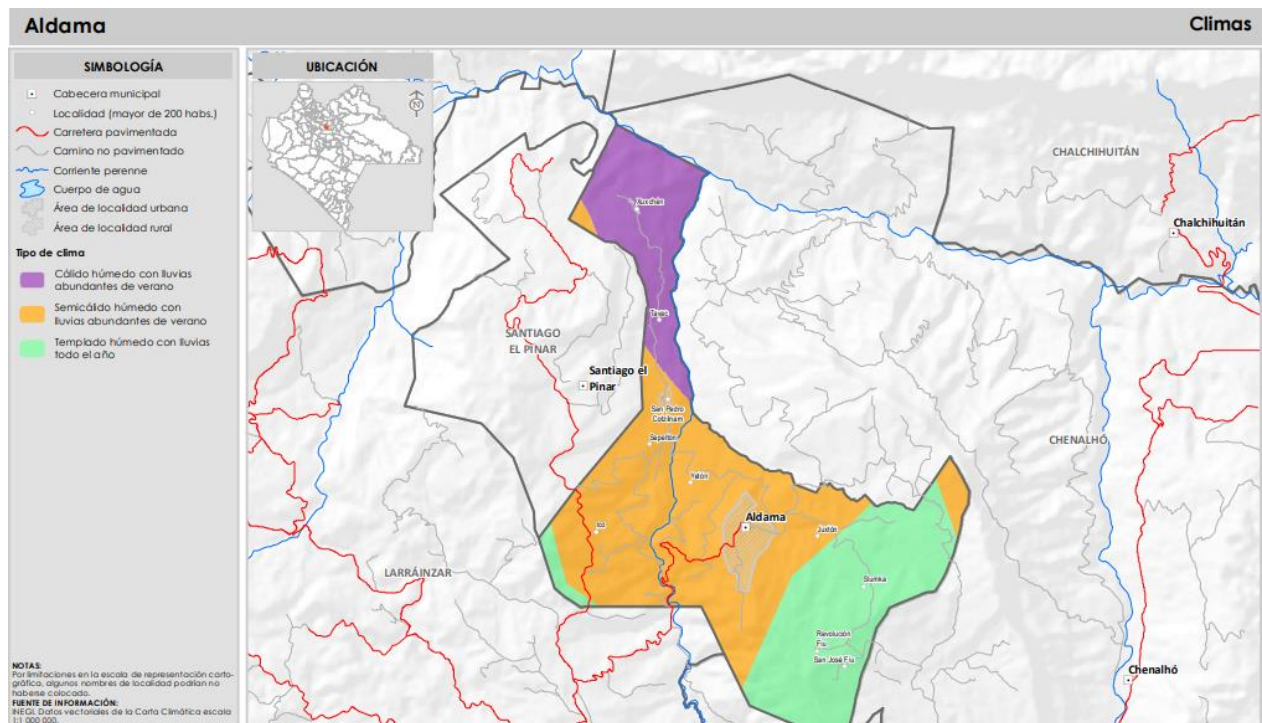 Aldama
Climas
SIMBOLOGÍA
Cabecera municipal
Localidad (mayor de 200 habs.)
Carretera pavimentada
Camino no pavimentado
Corriente perenne
Cuerpo de agua
Área de localidad urbana
Área de localidad rural
Tipo de clima
Cálido húmedo con lluvias
abundantes de verano
Semicálido húmedo con
lluvias abundantes de verano
Templado húmedo con lluvias
todo el año
NOTAS:
Por limitaciones en la escala de representación carto-
gráfica, algunos nombres de localidad podrían no
haberse colocado.
FUENTE DE INFORMACIÓN:
INEGI. Datos vectoriales de la Carta Climática escala
1:1 000 000.
UBICACIÓN
N
CHALCHIHUITÁN
Chalchihuitán
SANTIAGO
EL PINAR
Santiago el
Pinar
San Pedro
Cotzilnam
CHENALHÓ
Yetón
Aldama
Juxtón
LARRÁINZAR
Slumka
Revolución
Fiu
San José Fiu
Chenalhó